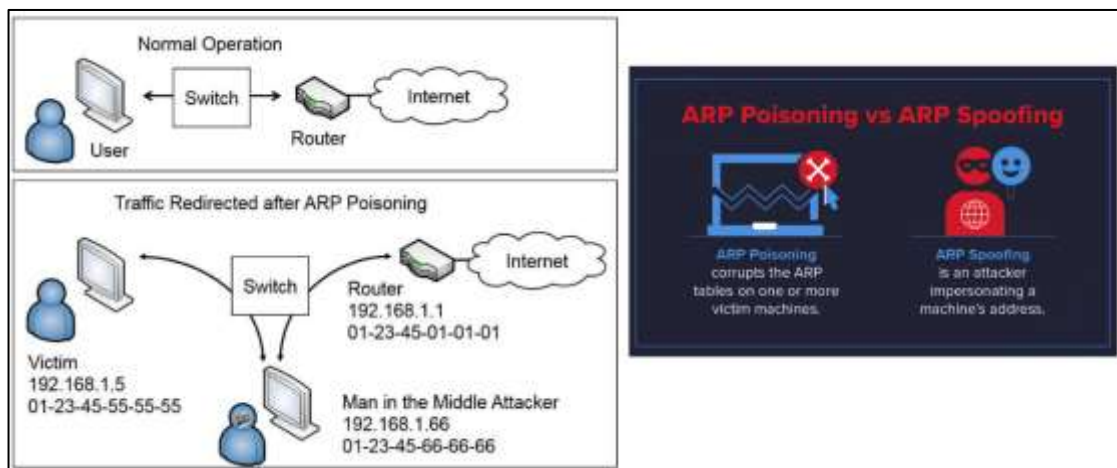 Normal Operation
Switch
Internet
User
Router
Traffic Redirected after ARP Poisoning
Switch
Internet
Router
192.168.1.1
01-23-45-01-01-01
Victim
192.168.1.5
01-23-45-55-55-55
Man in the Middle Attacker
192.168.1.66
01-23-45-66-66-66
ARP Poisoning vs ARP Spoofing
ARP Poisoning
corrupts the ARP
tables on one or more
victim machines.
ARP Spoofing
is an attacker
impersonating a
machine's address.